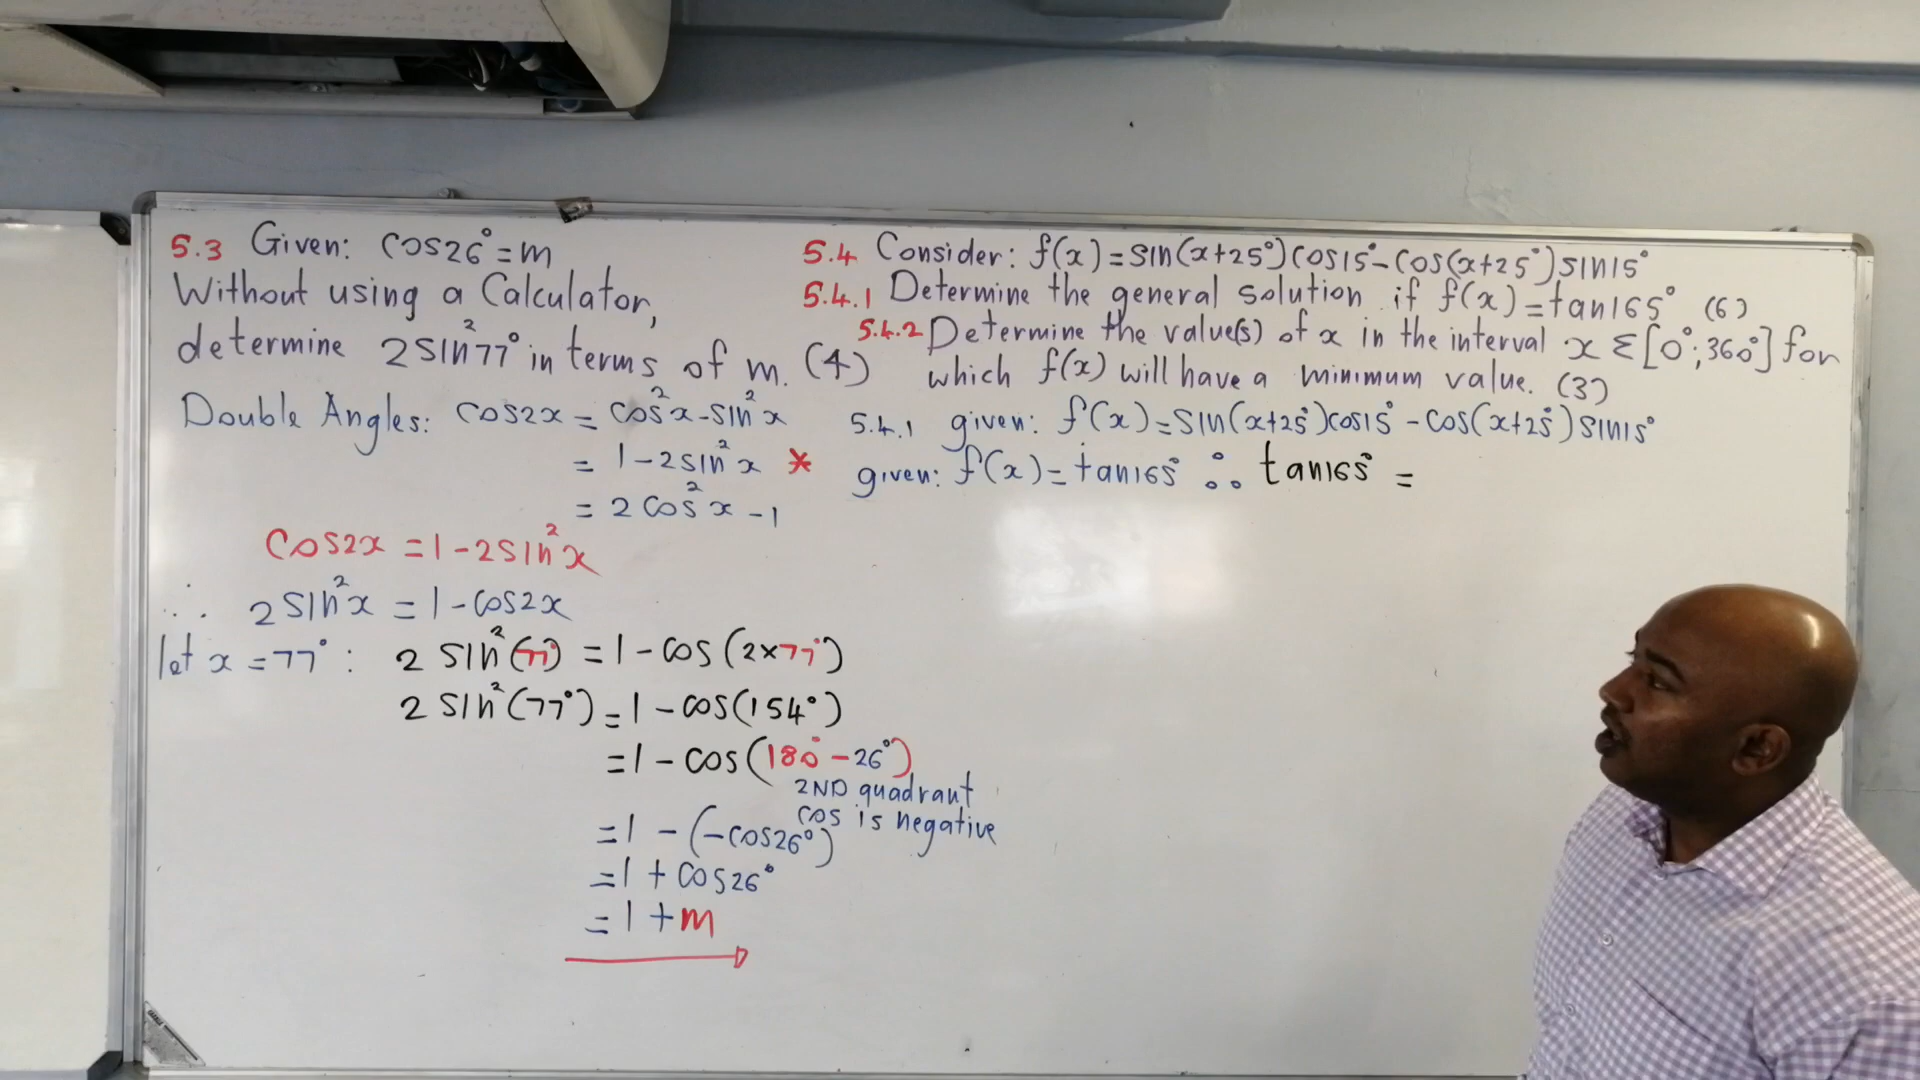 5.3 Given: cos26° = m
Without using a Calculator,
determine 2sin²77° in terms of m. (4)
Double Angles: cos2x = cos²x - sin²x
= 1 - 2sin²x *
= 2cos²x - 1
cos2x = 1 - 2sin²x
∴ 2sin²x = 1 - cos2x
let x = 77° : 2 sin²(77°) = 1 - cos(2×77°)
2 sin²(77°) = 1 - cos(154°)
= 1 - cos(180° - 26°)
2ND quadrant
cos is negative
= 1 - (-cos26°)
= 1 + cos26°
= 1 + m
5.4 Consider: f(x) = sin(x+25°)cos15° - cos(x+25°)sin15°
5.4.1 Determine the general solution if f(x) = tan165° (6)
5.4.2 Determine the value(s) of x in the interval x ∈ [0°; 360°] for
which f(x) will have a minimum value. (3)
5.4.1 given: f(x) = sin(x+25°)cos15° - cos(x+25°)sin15°
given: f(x) = tan165° ∴ tan165° =